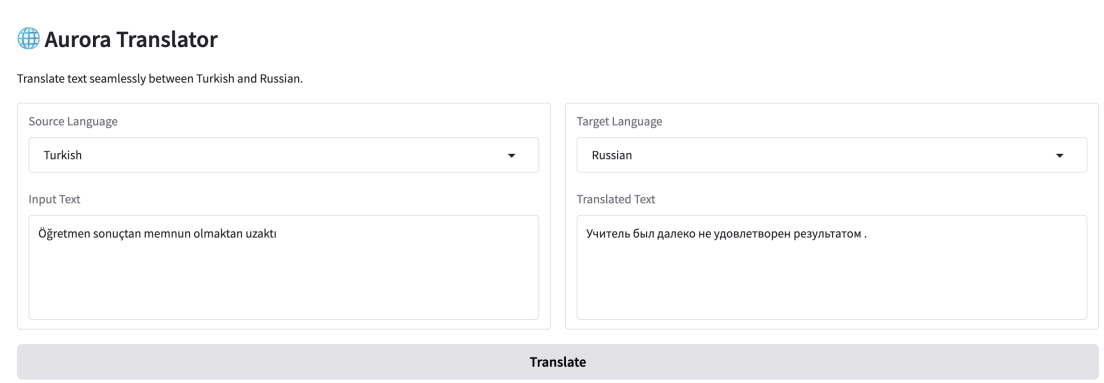 🌐 Aurora Translator
Translate text seamlessly between Turkish and Russian.
Source Language
Turkish
Input Text
Öğretmen sonuçtan memnun olmaktan uzaktı
Target Language
Russian
Translated Text
Учитель был далеко не удовлетворен результатом .
Translate